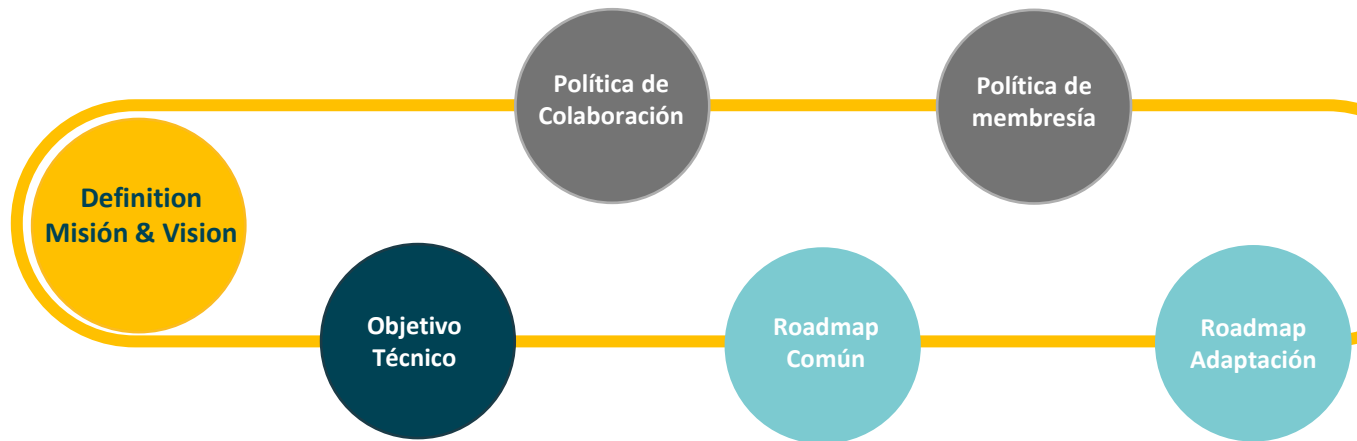 Política de
Colaboración
Política de
membresía
Definition
Misión & Vision
Objetivo
Técnico
Roadmap
Común
Roadmap
Adaptación